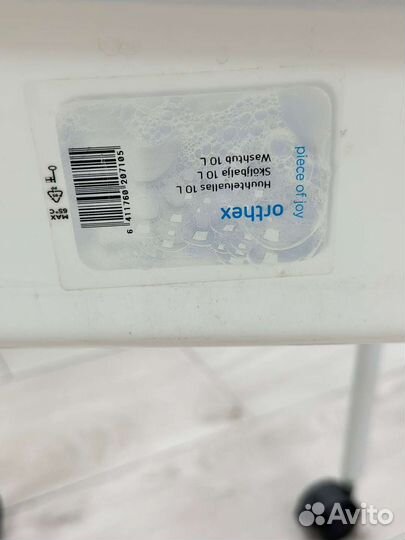 piece of joy
orthex
Huuhteluallas 10 L
Sköljbalja 10 L
Washtub 10 L
6 411760 207105
MAX
65°C
Avito